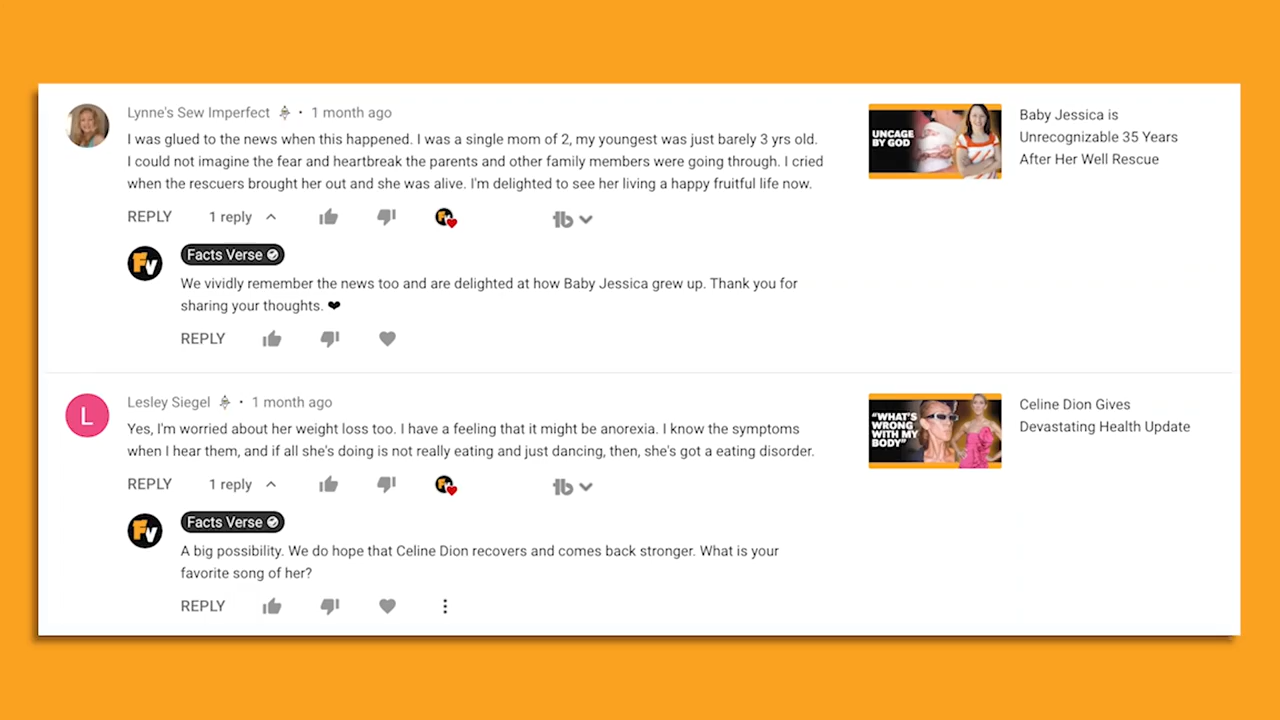 Lynne's Sew Imperfect • 1 month ago
I was glued to the news when this happened. I was a single mom of 2, my youngest was just barely 3 yrs old.
I could not imagine the fear and heartbreak the parents and other family members were going through. I cried
when the rescuers brought her out and she was alive. I'm delighted to see her living a happy fruitful life now.
REPLY 1 reply
tb
Fv
Facts Verse
We vividly remember the news too and are delighted at how Baby Jessica grew up. Thank you for
sharing your thoughts. ❤
REPLY
UNCAGE
BY GOD
Baby Jessica is
Unrecognizable 35 Years
After Her Well Rescue
L
Lesley Siegel • 1 month ago
Yes, I'm worried about her weight loss too. I have a feeling that it might be anorexia. I know the symptoms
when I hear them, and if all she's doing is not really eating and just dancing, then, she's got a eating disorder.
REPLY 1 reply
tb
Fv
Facts Verse
A big possibility. We do hope that Celine Dion recovers and comes back stronger. What is your
favorite song of her?
REPLY
"WHAT'S
WRONG
WITH MY
BODY"
Celine Dion Gives
Devastating Health Update